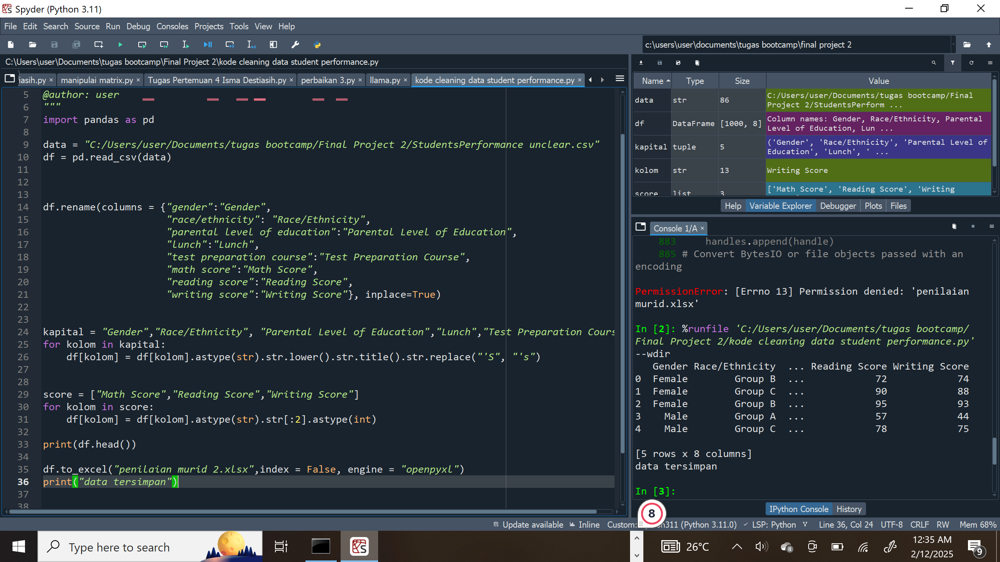 Spyder (Python 3.11)
File Edit Search Source Run Debug Consoles Projects Tools View Help
c:\users\user\documents\tugas bootcamp\final project 2
C:\Users\user\Documents\tugas bootcamp\Final Project 2\kode cleaning data student performance.py
iasih.py manipulai matrix.py Tugas Pertemuan 4 Isma Destiasih.py perbaikan 3.py llama.py kode cleaning data student performance.py
5 @author: user
6 """
7 import pandas as pd
8
9 data = "C:/Users/user/Documents/tugas bootcamp/Final Project 2/StudentsPerformance unclear.csv"
10 df = pd.read_csv(data)
11
12
13
14 df.rename(columns = {"gender":"Gender",
15 "race/ethnicity": "Race/Ethnicity",
16 "parental level of education":"Parental Level of Education",
17 "lunch":"Lunch",
18 "test preparation course":"Test Preparation Course",
19 "math score":"Math Score",
20 "reading score":"Reading Score",
21 "writing score":"Writing Score"}, inplace=True)
22
23
24 kapital = "Gender","Race/Ethnicity", "Parental Level of Education","Lunch","Test Preparation Cours
25 for kolom in kapital:
26 df[kolom] = df[kolom].astype(str).str.lower().str.title().str.replace("'S", "'s")
27
28
29 score = ["Math Score","Reading Score","Writing Score"]
30 for kolom in score:
31 df[kolom] = df[kolom].astype(str).str[:2].astype(int)
32
33 print(df.head())
34
35 df.to_excel("penilaian murid 2.xlsx",index = False, engine = "openpyxl")
36 print("data tersimpan")
37
38
Name Type Size Value
data str 86 C:/Users/user/Documents/tugas bootcamp/Final
Project 2/StudentsPerform ...
df DataFrame [1000, 8] Column names: Gender, Race/Ethnicity, Parental
Level of Education, Lun ...
kapital tuple 5 ('Gender', 'Race/Ethnicity', 'Parental Level of
Education', 'Lunch', ' ...
kolom str 13 Writing Score
score list 3 ['Math Score', 'Reading Score', 'Writing
Help Variable Explorer Debugger Plots Files
Console 1/A
883 handles.append(handle)
885 # Convert BytesIO or file objects passed with an
encoding
PermissionError: [Errno 13] Permission denied: 'penilaian
murid.xlsx'
In [2]: %runfile 'C:/Users/user/Documents/tugas bootcamp/
Final Project 2/kode cleaning data student performance.py'
--wdir
Gender Race/Ethnicity ... Reading Score Writing Score
0 Female Group B ... 72 74
1 Female Group C ... 90 88
2 Female Group B ... 95 93
3 Male Group A ... 57 44
4 Male Group C ... 78 75
[5 rows x 8 columns]
data tersimpan
In [3]:
IPython Console History
8
Update available Inline Custom: n311 (Python 3.11.0) LSP: Python Line 36, Col 24 UTF-8 CRLF RW Mem 68%
Type here to search
26°C
12:35 AM
2/12/2025
9